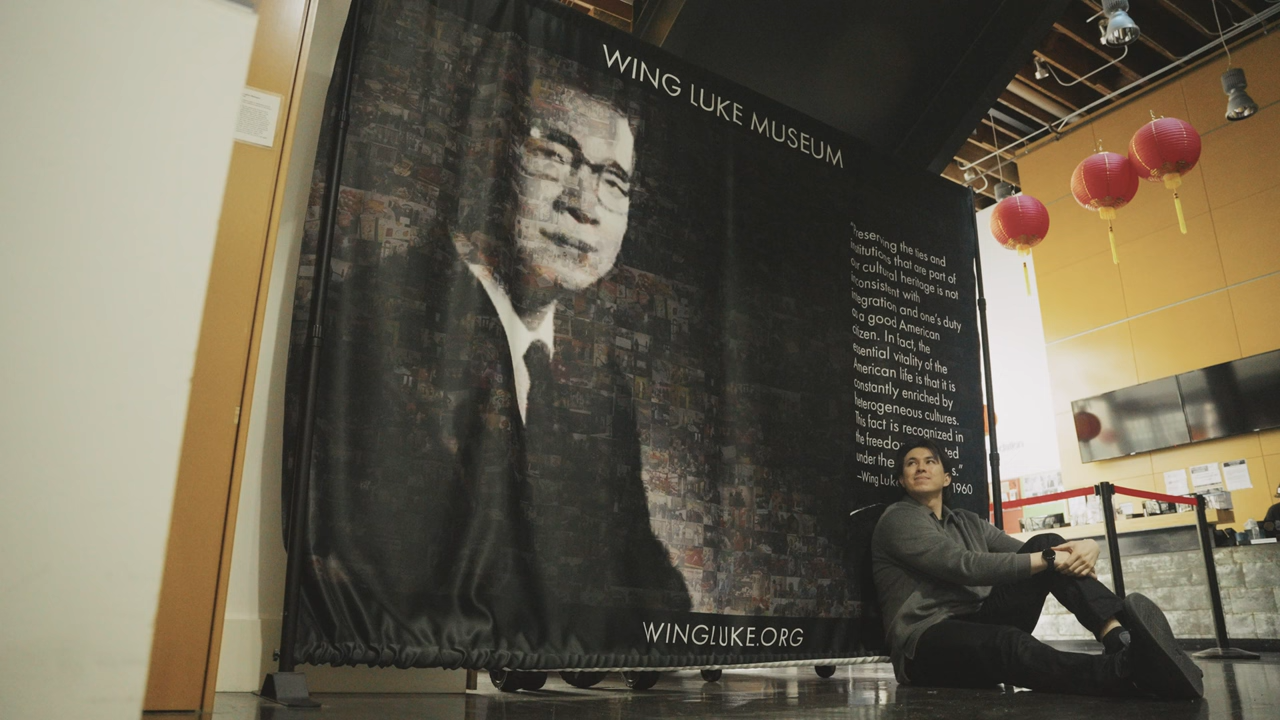 WING LUKE MUSEUM
"Preserving the ties and
institutions that are part of
our cultural heritage is not
inconsistent with
integration and one's duty
as a good American
citizen. In fact, the
essential vitality of the
American life is that it is
constantly enriched by
heterogeneous cultures.
This fact is recognized in
the
under the
–Wing Luke 1960
WINGLUKE.ORG